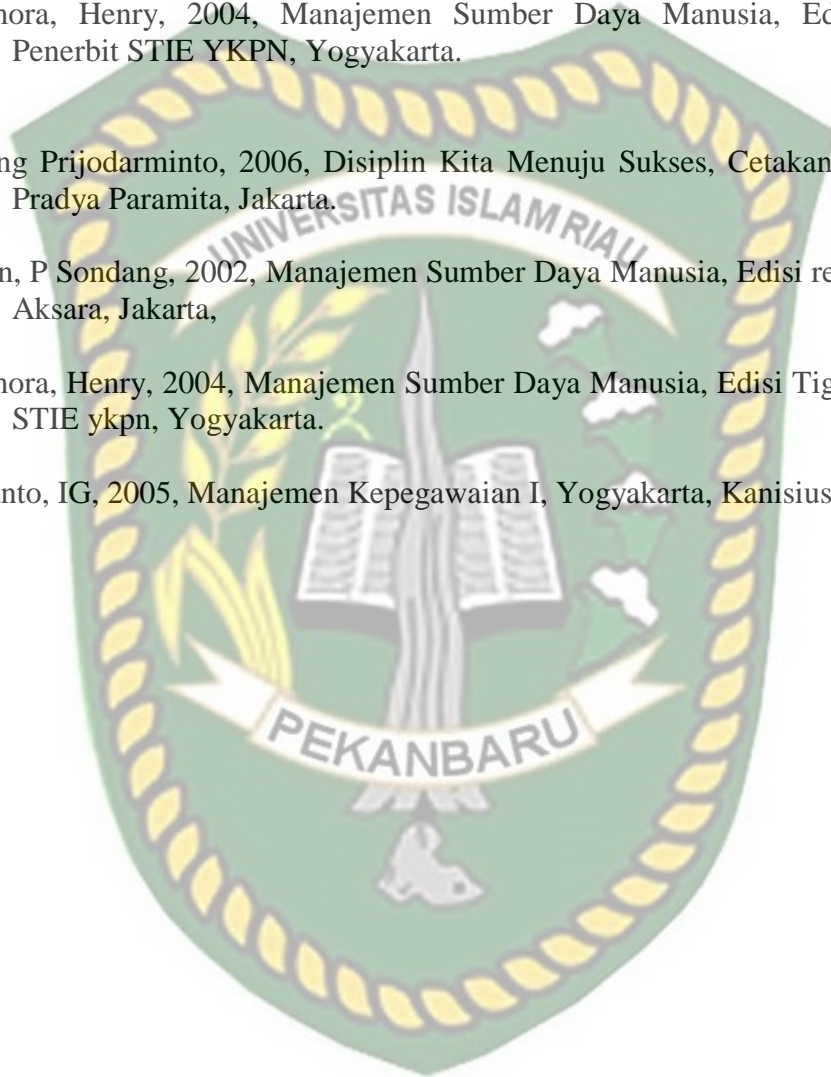 ora, Henry, 2004, Manajemen Sumber Daya Manusia, Ed
Penerbit STIE YKPN, Yogyakarta.
ng Prijodarminto, 2006, Disiplin Kita Menuju Sukses, Cetakan
Pradya Paramita, Jakarta.
UNIVERSITAS ISLAM RIAU
n, P Sondang, 2002, Manajemen Sumber Daya Manusia, Edisi re
Aksara, Jakarta,
ora, Henry, 2004, Manajemen Sumber Daya Manusia, Edisi Tig
STIE ykpn, Yogyakarta.
nto, IG, 2005, Manajemen Kepegawaian I, Yogyakarta, Kanisius
PEKANBARU